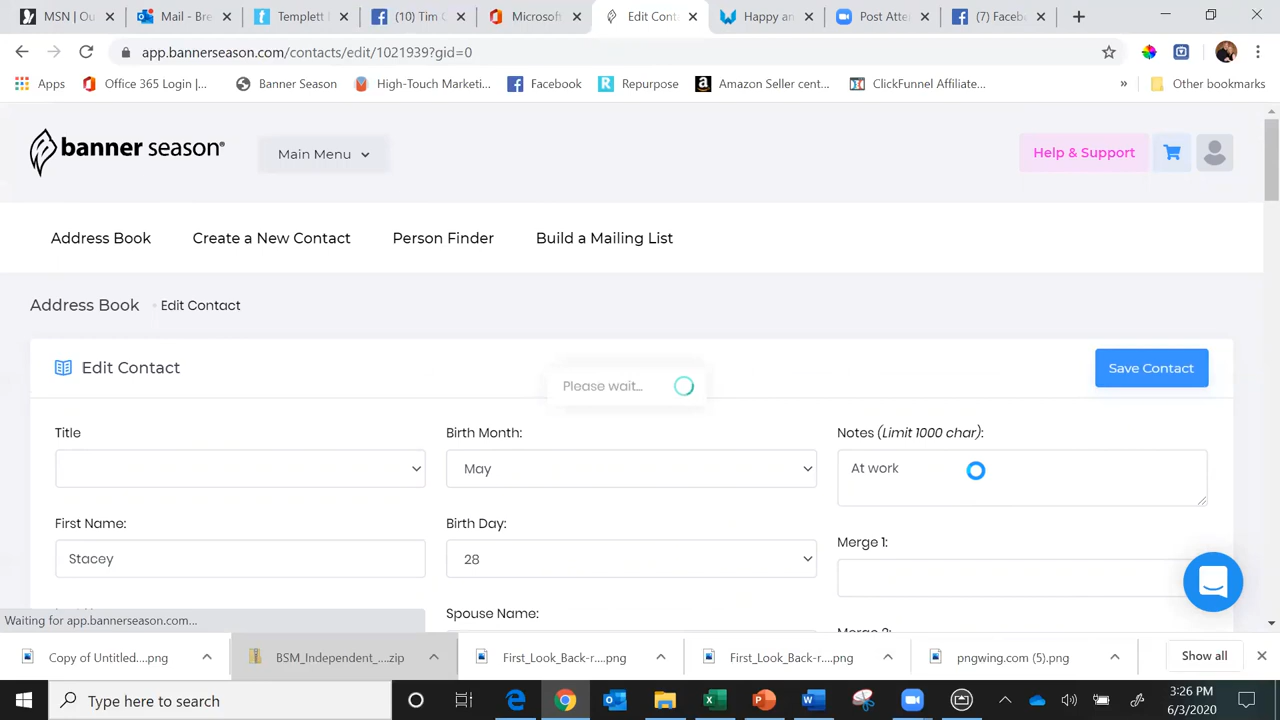 MSN | Ou
Mail - Bre
Templett
(10) Tim C
Microsoft
Edit Cont
Happy an
Post Atten
(7) Faceb
app.bannerseason.com/contacts/edit/1021939?gid=0
Apps
Office 365 Login |...
Banner Season
High-Touch Marketi...
Facebook
Repurpose
Amazon Seller cent...
ClickFunnel Affiliate...
»
Other bookmarks
banner season®
Main Menu
Help & Support
Address Book
Create a New Contact
Person Finder
Build a Mailing List
Address Book
Edit Contact
Edit Contact
Please wait...
Save Contact
Title
Birth Month:
Notes (Limit 1000 char):
May
At work
First Name:
Birth Day:
Merge 1:
Stacey
28
Spouse Name:
Waiting for app.bannerseason.com...
Merge 2:
Copy of Untitled....png
BSM_Independent_....zip
First_Look_Back-r....png
First_Look_Back-r....png
pngwing.com (5).png
Show all
Type here to search
3:26 PM
6/3/2020